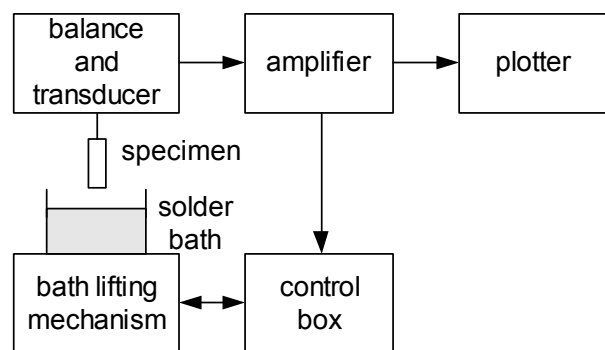 balance
and
transducer
amplifier
plotter
specimen
solder
bath
bath lifting
mechanism
control
box